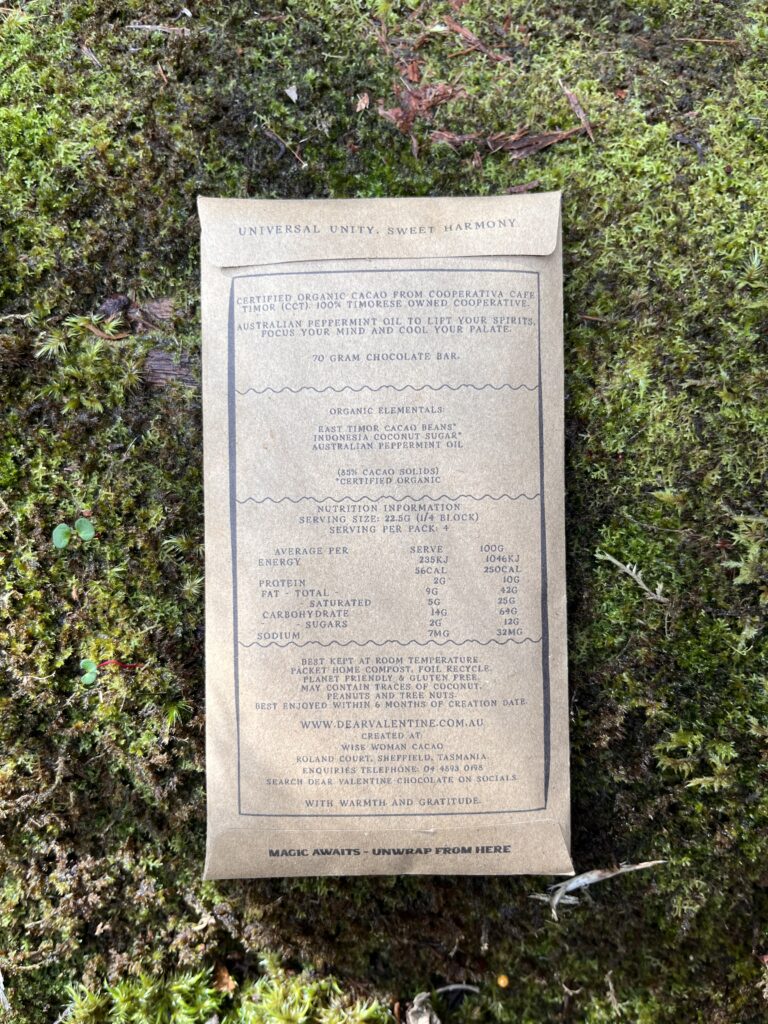 UNIVERSAL UNITY, SWEET HARMONY
CERTIFIED ORGANIC CACAO FROM COOPERATIVA CAFE
TIMOR (CCT). 100% TIMORESE OWNED COOPERATIVE.
AUSTRALIAN PEPPERMINT OIL TO LIFT YOUR SPIRITS,
FOCUS YOUR MIND AND COOL YOUR PALATE.
70 GRAM CHOCOLATE BAR.
ORGANIC ELEMENTALS:
EAST TIMOR CACAO BEANS*
INDONESIA COCONUT SUGAR*
AUSTRALIAN PEPPERMINT OIL
(85% CACAO SOLIDS)
*CERTIFIED ORGANIC
NUTRITION INFORMATION
SERVING SIZE: 22.5G (1/4 BLOCK)
SERVING PER PACK: 4
AVERAGE PER SERVE 100G
ENERGY 235KJ 1046KJ
56CAL 250CAL
PROTEIN 2G 10G
FAT - TOTAL - 9G 42G
SATURATED 5G 25G
CARBOHYDRATE 14G 64G
- SUGARS 2G 12G
SODIUM 7MG 32MG
BEST KEPT AT ROOM TEMPERATURE.
PACKET HOME COMPOST, FOIL RECYCLE.
PLANET FRIENDLY & GLUTEN FREE.
MAY CONTAIN TRACES OF COCONUT,
PEANUTS AND TREE NUTS.
BEST ENJOYED WITHIN 6 MONTHS OF CREATION DATE
WWW.DEARVALENTINE.COM.AU
CREATED AT
WISE WOMAN CACAO
ROLAND COURT, SHEFFIELD, TASMANIA
ENQUIRIES TELEPHONE: 04 4893 0198
SEARCH DEAR VALENTINE CHOCOLATE ON SOCIALS
WITH WARMTH AND GRATITUDE.
MAGIC AWAITS - UNWRAP FROM HERE